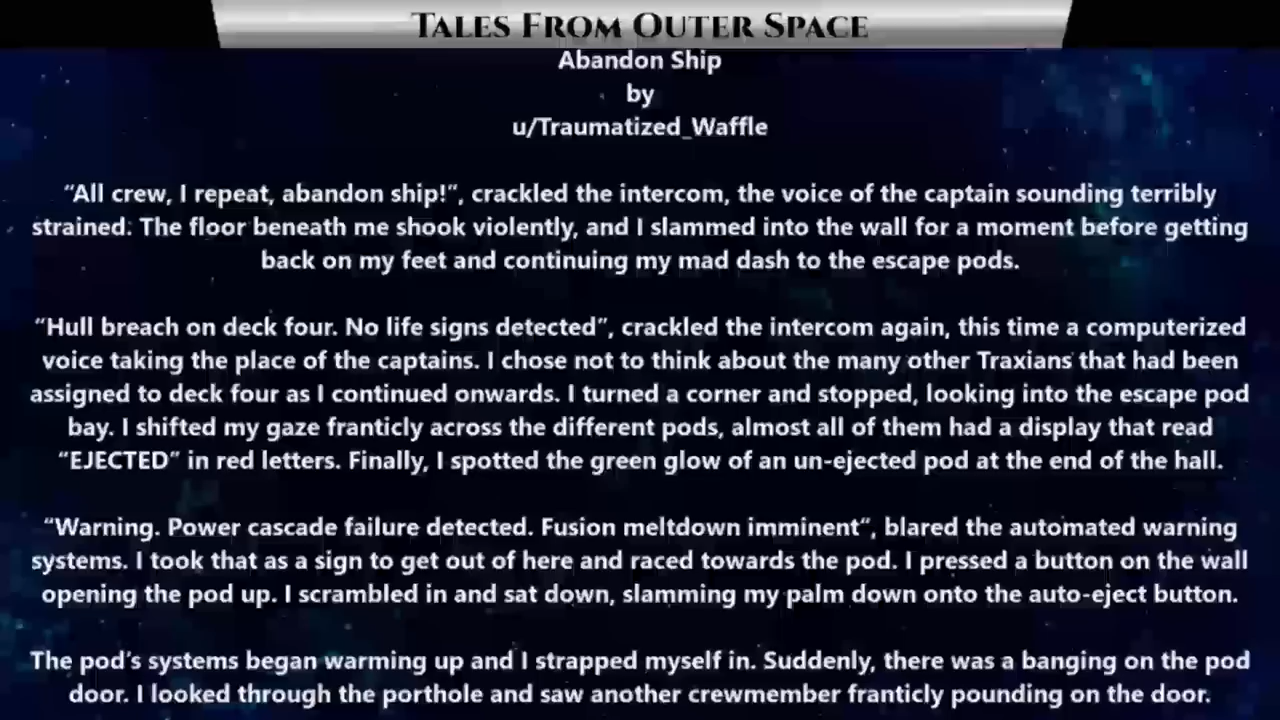 Tales From Outer Space
Abandon Ship
by
u/Traumatized_Waffle
“All crew, I repeat, abandon ship!“, crackled the intercom, the voice of the captain sounding terribly
strained. The floor beneath me shook violently, and I slammed into the wall for a moment before getting
back on my feet and continuing my mad dash to the escape pods.
“Hull breach on deck four. No life signs detected”, crackled the intercom again, this time a computerized
voice taking the place of the captains. I chose not to think about the many other Traxians that had been
assigned to deck four as I continued onwards. I turned a corner and stopped, looking into the escape pod
bay. I shifted my gaze franticly across the different pods, almost all of them had a display that read
“EJECTED” in red letters. Finally, I spotted the green glow of an un-ejected pod at the end of the hall.
“Warning. Power cascade failure detected. Fusion meltdown imminent“, blared the automated warning
systems. I took that as a sign to get out of here and raced towards the pod. I pressed a button on the wall
opening the pod up. I scrambled in and sat down, slamming my palm down onto the auto-eject button.
The pod’s systems began warming up and I strapped myself in. Suddenly, there was a banging on the pod
door. I looked through the porthole and saw another crewmember franticly pounding on the door.